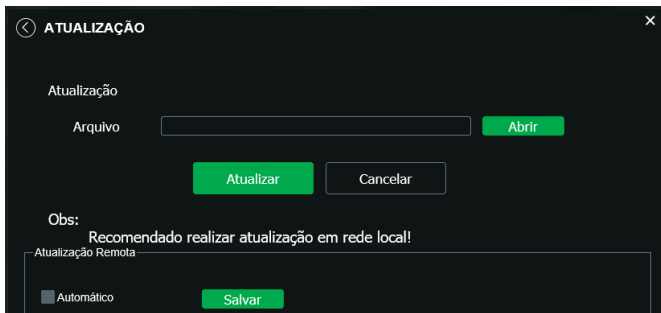 ATUALIZAÇÃO
Atualização
Arquivo Abrir
Atualizar Cancelar
Obs:
Recomendado realizar atualização em rede local!
Atualização Remota
Automático Salvar